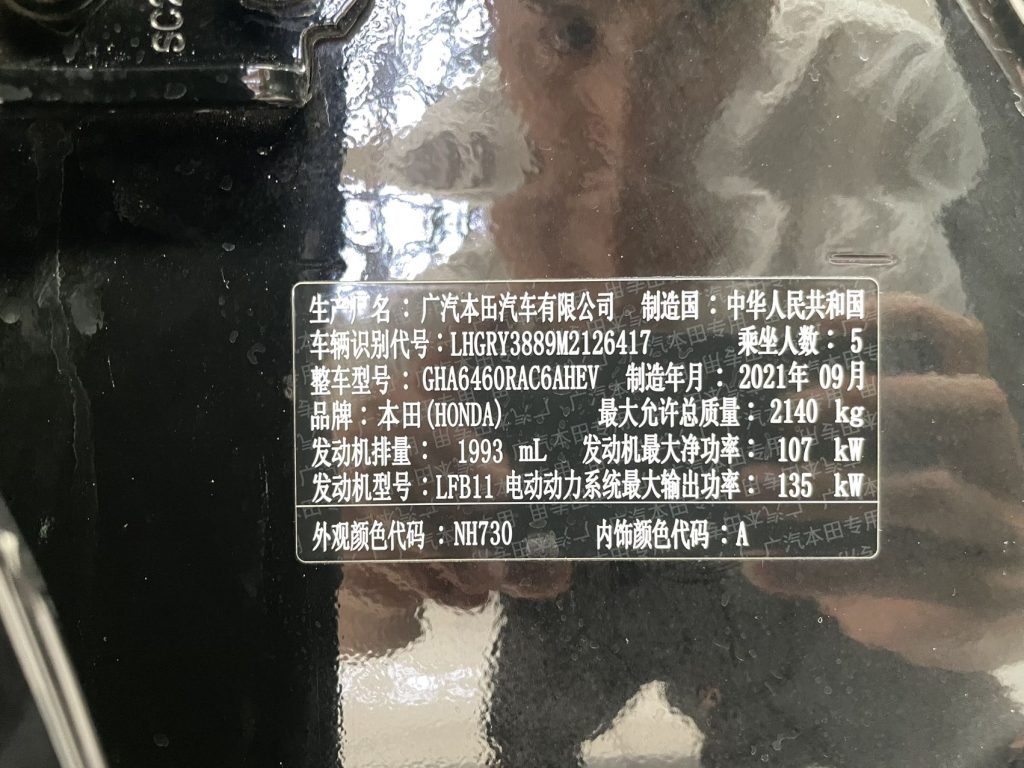 SC2
生产厂名：广汽本田汽车有限公司 制造国：中华人民共和国
车辆识别代号：LHGRY3889M2126417 乘坐人数：5
整车型号：GHA6460RAC6AHEV 制造年月：2021年 09月
品牌：本田(HONDA) 最大允许总质量：2140 kg
发动机排量： 1993 mL 发动机最大净功率： 107 kW
发动机型号：LFB11 电动动力系统最大输出功率： 135 kW
外观颜色代码：NH730 内饰颜色代码：A